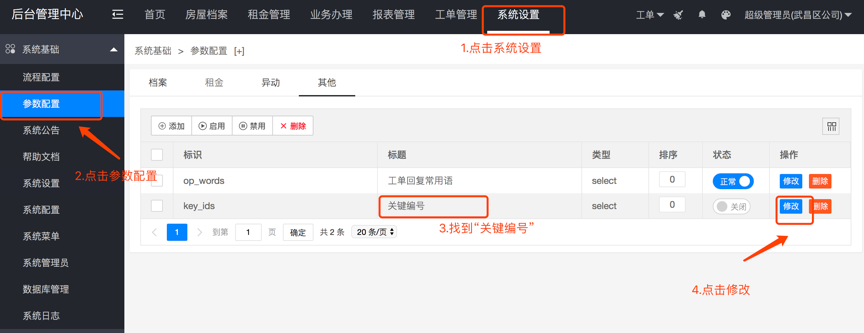 后台管理中心 首页 房屋档案 租金管理 业务办理 报表管理 工单管理 系统设置 工单 超级管理员(武昌区公司)
1.点击系统设置
系统基础
系统基础 > 参数配置 [+]
流程配置
档案 租金 异动 其他
参数配置
添加 启用 禁用 × 删除
系统公告
标识 标题 类型 排序 状态 操作
帮助文档
2.点击参数配置
op_words 工单回复常用语 select 0 正常 修改 删除
系统设置
key_ids 关键编号 select 0 关闭 修改 删除
系统配置
3.找到“关键编号”
< 1 > 到第 1 页 确定 共 2 条 20 条/页
系统菜单
系统管理员
4.点击修改
数据库管理
系统日志